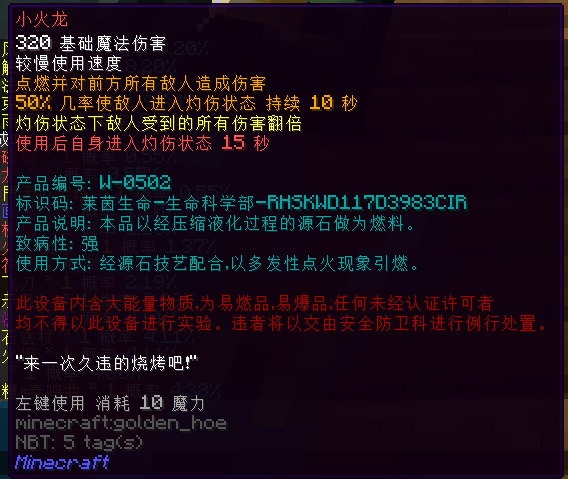 小火龙
320 基础魔法伤害
较慢使用速度
点燃并对前方所有敌人造成伤害
50% 几率使敌人进入灼伤状态 持续 10 秒
灼伤状态下敌人受到的所有伤害翻倍
使用后自身进入灼伤状态 15 秒
产品编号: W-0502
标识码: 莱茵生命-生命科学部-RHSKWD117D3983CIR
产品说明: 本品以经压缩液化过程的源石做为燃料。
致病性: 强
使用方式: 经源石技艺配合,以多发性点火现象引燃。
此设备内含大能量物质,为易燃品,易爆品,任何未经认证许可者
均不得以此设备进行实验。违者将以交由安全防卫科进行例行处置。
"来一次久违的烧烤吧!"
左键使用 消耗 10 魔力
minecraft:golden_hoe
NBT: 5 tag(s)
Minecraft